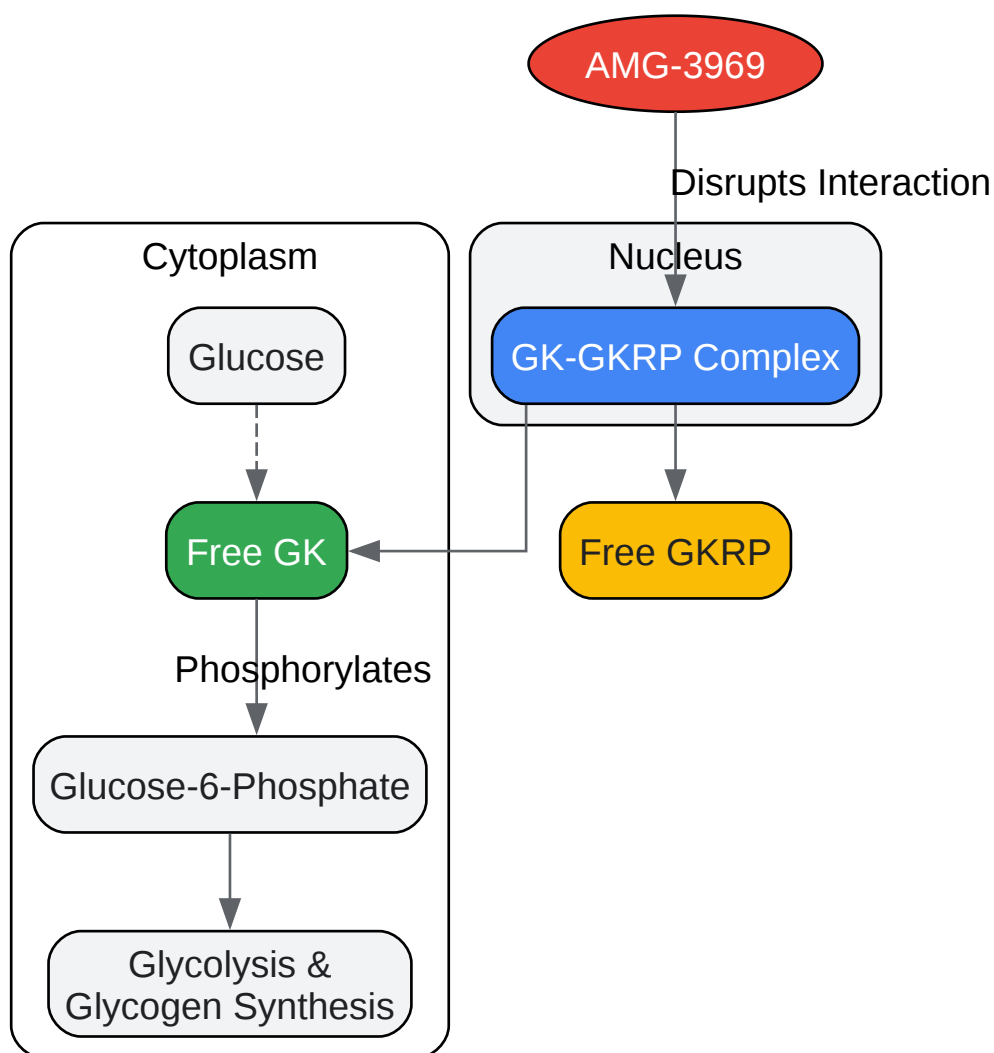 AMG-3969
Disrupts Interaction
Cytoplasm
Nucleus
Glucose
GK-GKRP Complex
Free GK
Free GKRP
Phosphorylates
Glucose-6-Phosphate
Glycolysis &
Glycogen Synthesis